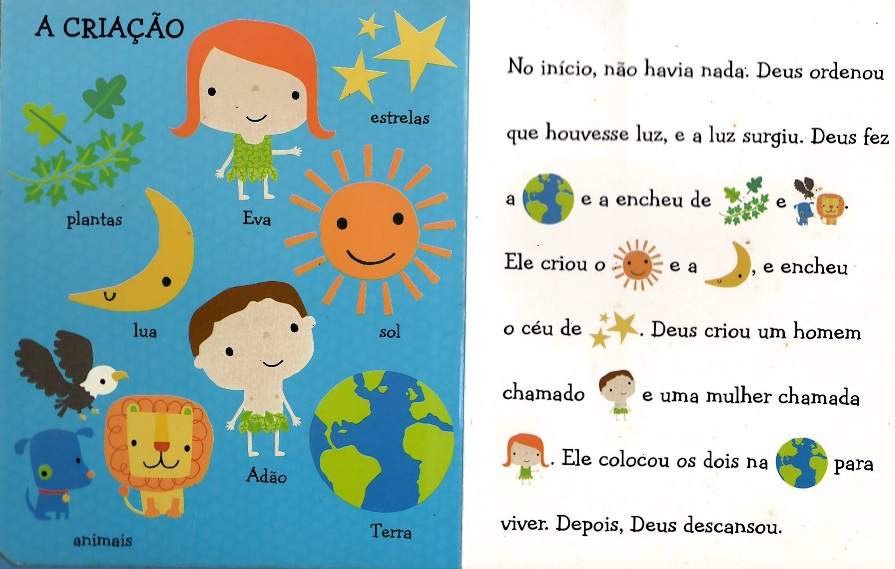 A CRIAÇÃO
estrelas
plantas
Eva
lua
sol
Adão
animais
Terra
No início, não havia nada. Deus ordenou
que houvesse luz, e a luz surgiu. Deus fez
a e a encheu de e .
Ele criou o e a , e encheu
o céu de . Deus criou um homem
chamado e uma mulher chamada
. Ele colocou os dois na para
viver. Depois, Deus descansou.